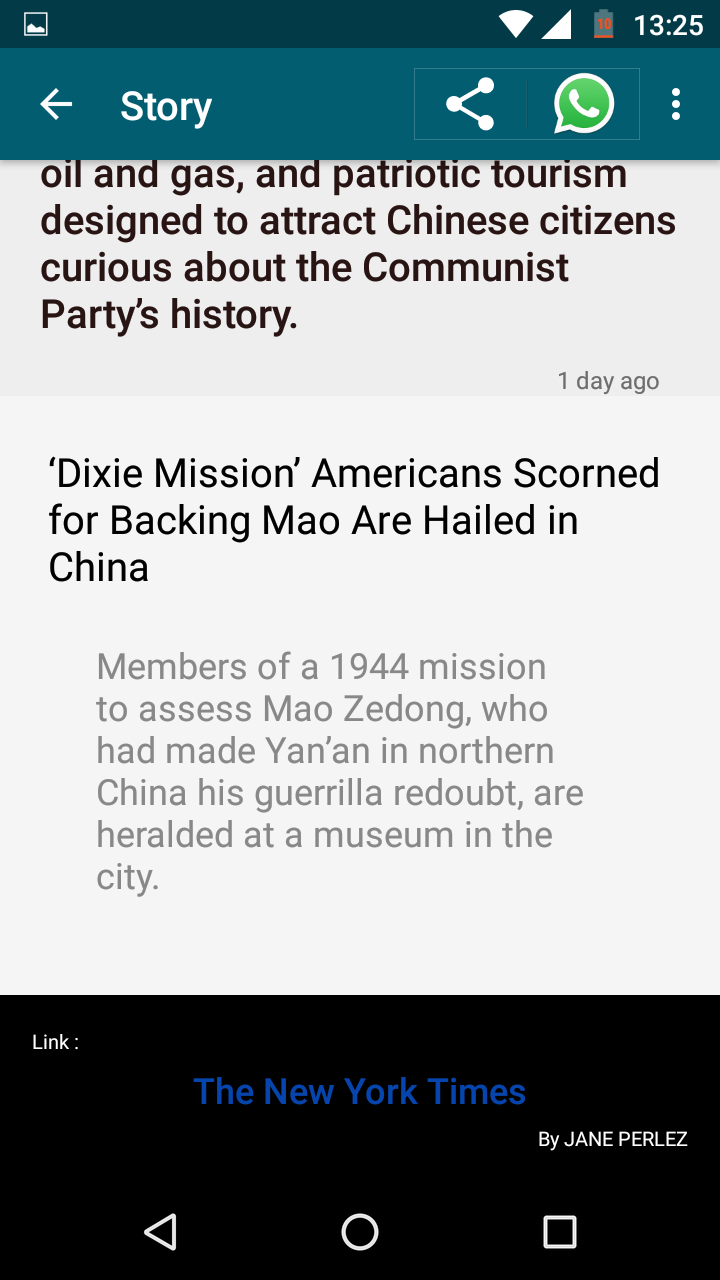 10 13:25
Story
oil and gas, and patriotic tourism
designed to attract Chinese citizens
curious about the Communist
Party’s history.
1 day ago
‘Dixie Mission’ Americans Scorned
for Backing Mao Are Hailed in
China
Members of a 1944 mission
to assess Mao Zedong, who
had made Yan’an in northern
China his guerrilla redoubt, are
heralded at a museum in the
city.
Link :
The New York Times
By JANE PERLEZ